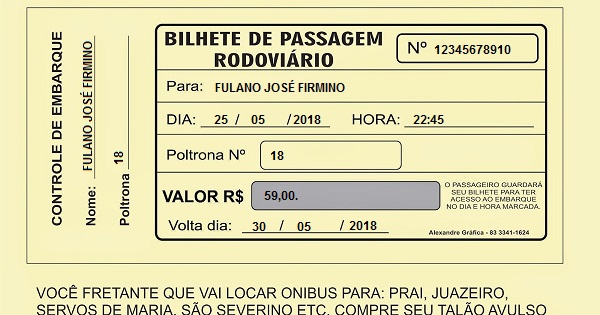 CONTROLE DE EMBARQUE
Nome: FULANO JOSÉ FIRMINO
Poltrona 18
BILHETE DE PASSAGEM
RODOVIÁRIO
Nº 12345678910
Para: FULANO JOSÉ FIRMINO
DIA: 25 / 05 / 2018 HORA: 22:45
Poltrona Nº 18
VALOR R$ 59,00.
O PASSAGEIRO GUARDARÁ
SEU BILHETE PARA TER
ACESSO AO EMBARQUE
NO DIA E HORA MARCADA.
Volta dia: 30 / 05 / 2018
Alexandre Gráfica - 83 3341-1624
VOCÊ FRETANTE QUE VAI LOCAR ONIBUS PARA: PRAI, JUAZEIRO,
SERVOS DE MARIA, SÃO SEVERINO ETC. COMPRE SEU TALÃO AVULSO